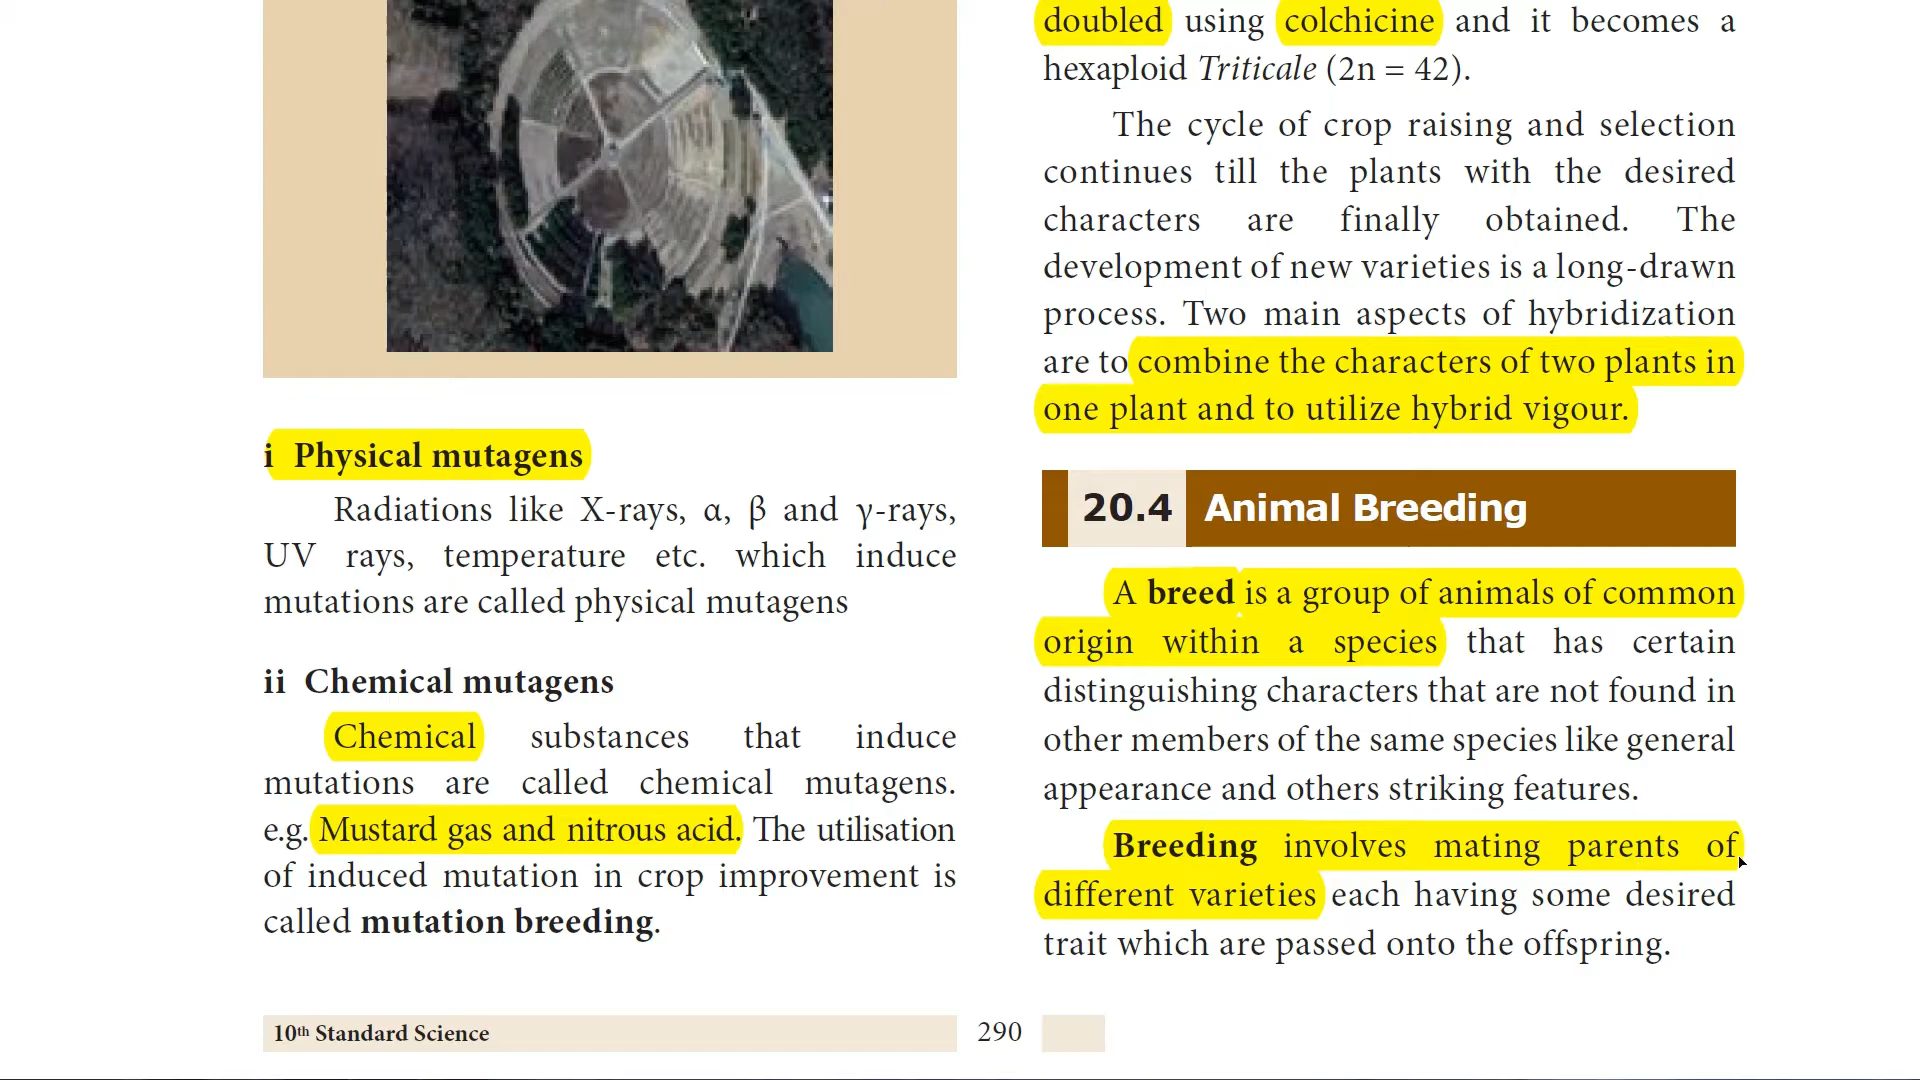 i Physical mutagens
Radiations like X-rays, α, β and γ-rays,
UV rays, temperature etc. which induce
mutations are called physical mutagens
ii Chemical mutagens
Chemical substances that induce
mutations are called chemical mutagens.
e.g. Mustard gas and nitrous acid. The utilisation
of induced mutation in crop improvement is
called mutation breeding.
doubled using colchicine and it becomes a
hexaploid Triticale (2n = 42).
The cycle of crop raising and selection
continues till the plants with the desired
characters are finally obtained. The
development of new varieties is a long-drawn
process. Two main aspects of hybridization
are to combine the characters of two plants in
one plant and to utilize hybrid vigour.
20.4 Animal Breeding
A breed is a group of animals of common
origin within a species that has certain
distinguishing characters that are not found in
other members of the same species like general
appearance and others striking features.
Breeding involves mating parents of
different varieties each having some desired
trait which are passed onto the offspring.
10th Standard Science 290